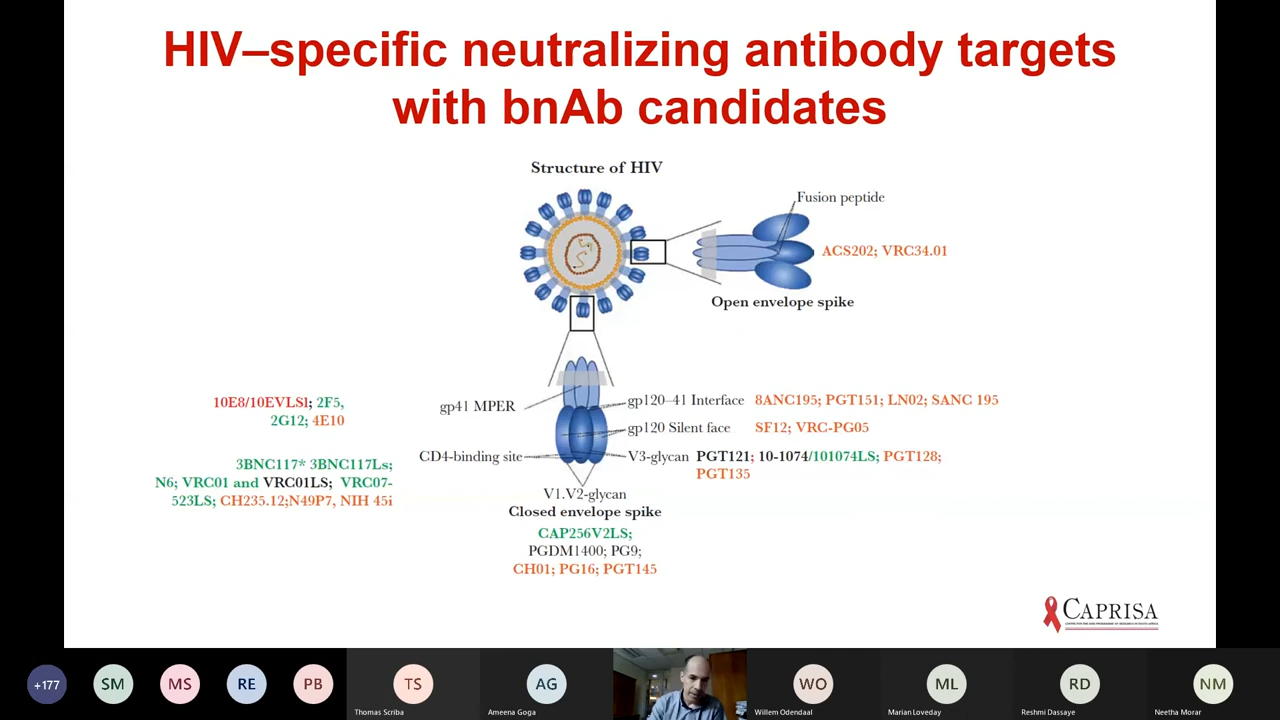 HIV–specific neutralizing antibody targets
with bnAb candidates
Structure of HIV
Fusion peptide
ACS202; VRC34.01
Open envelope spike
10E8/10EVLSl; 2F5,
2G12; 4E10
gp41 MPER
gp120–41 Interface 8ANC195; PGT151; LN02; SANC 195
gp120 Silent face SF12; VRC-PG05
3BNC117* 3BNC117Ls;
N6; VRC01 and VRC01LS; VRC07-
523LS; CH235.12;N49P7, NIH 45i
CD4-binding site
V3-glycan PGT121; 10-1074/101074LS; PGT128;
PGT135
V1.V2-glycan
Closed envelope spike
CAP256V2LS;
PGDM1400; PG9;
CH01; PG16; PGT145
CAPRISA
+177
SM
MS
RE
PB
TS
Thomas Scriba
AG
Ameena Goga
WO
Willem Odendaal
ML
Marian Loveday
RD
Reshmi Dassaye
NM
Neetha Morar